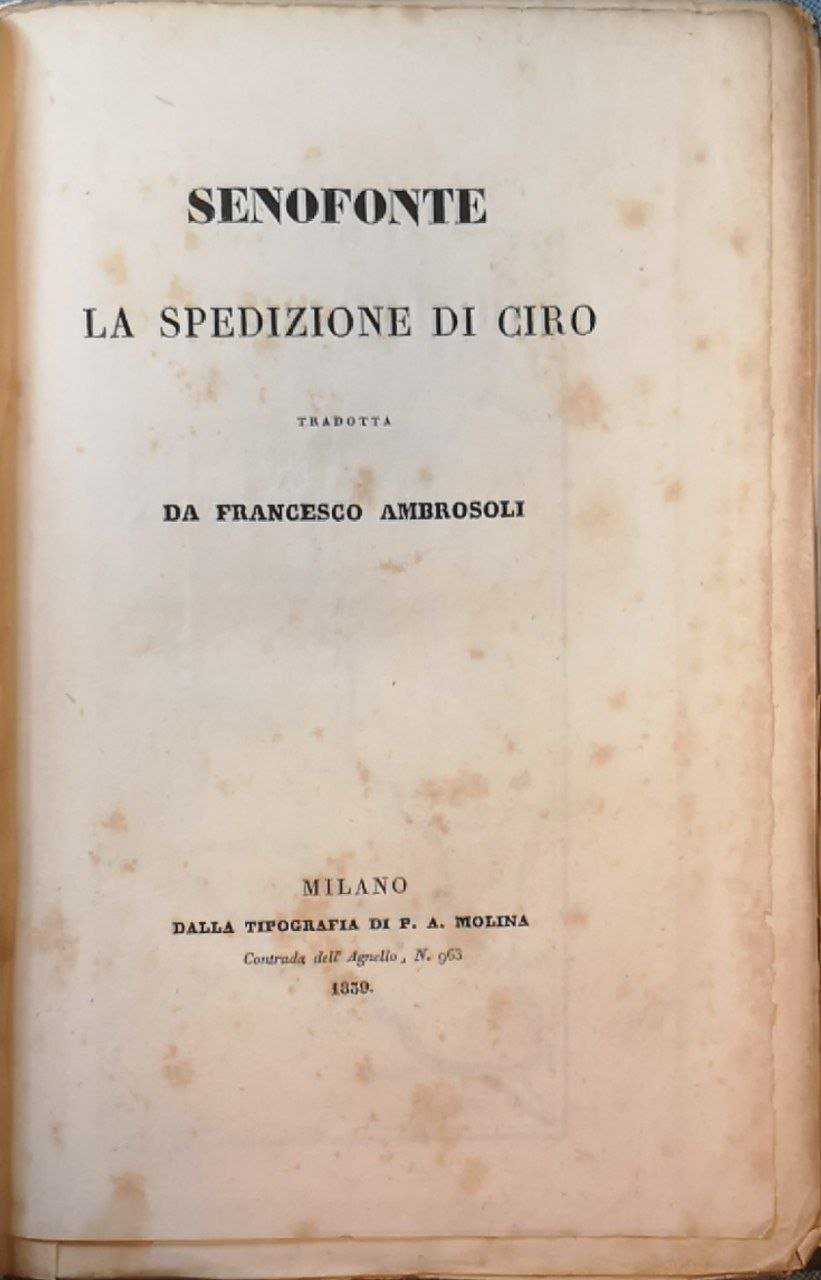 SENOFONTE
LA SPEDIZIONE DI CIRO
TRADOTTA
DA FRANCESCO AMBROSOLI
MILANO
DALLA TIPOGRAFIA DI P. A. MOLINA
Contrada dell' Agnello, N. 963
1839.